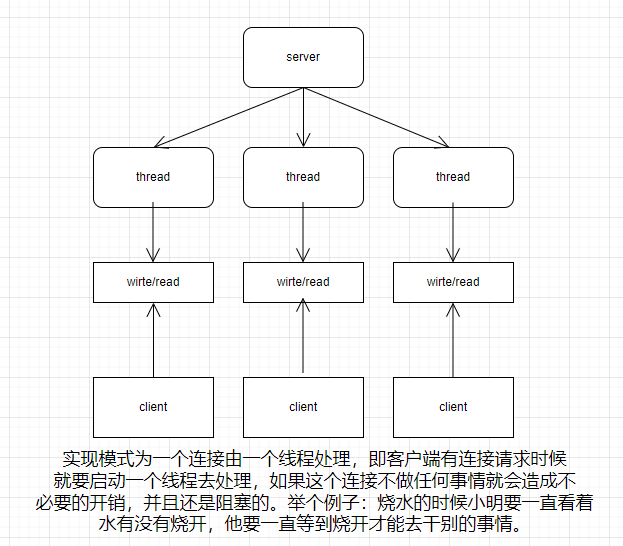 server
thread thread thread
wirte/read wirte/read wirte/read
client client client
实现模式为一个连接由一个线程处理，即客户端有连接请求时候
就要启动一个线程去处理，如果这个连接不做任何事情就会造成不
必要的开销，并且还是阻塞的。举个例子：烧水的时候小明要一直看着
水有没有烧开，他要一直等到烧开才能去干别的事情。